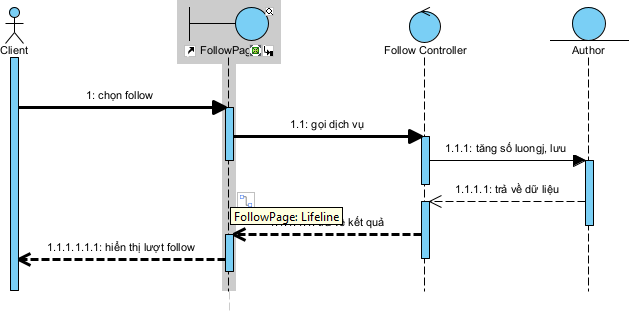 Client
FollowPag
Follow Controller
Author
1: chọn follow
1.1: gọi dịch vụ
1.1.1: tăng số luongj, lưu
1.1.1.1: trả về dữ liệu
FollowPage: Lifeline
kết quả
1.1.1.1.1.1: hiển thị lượt follow